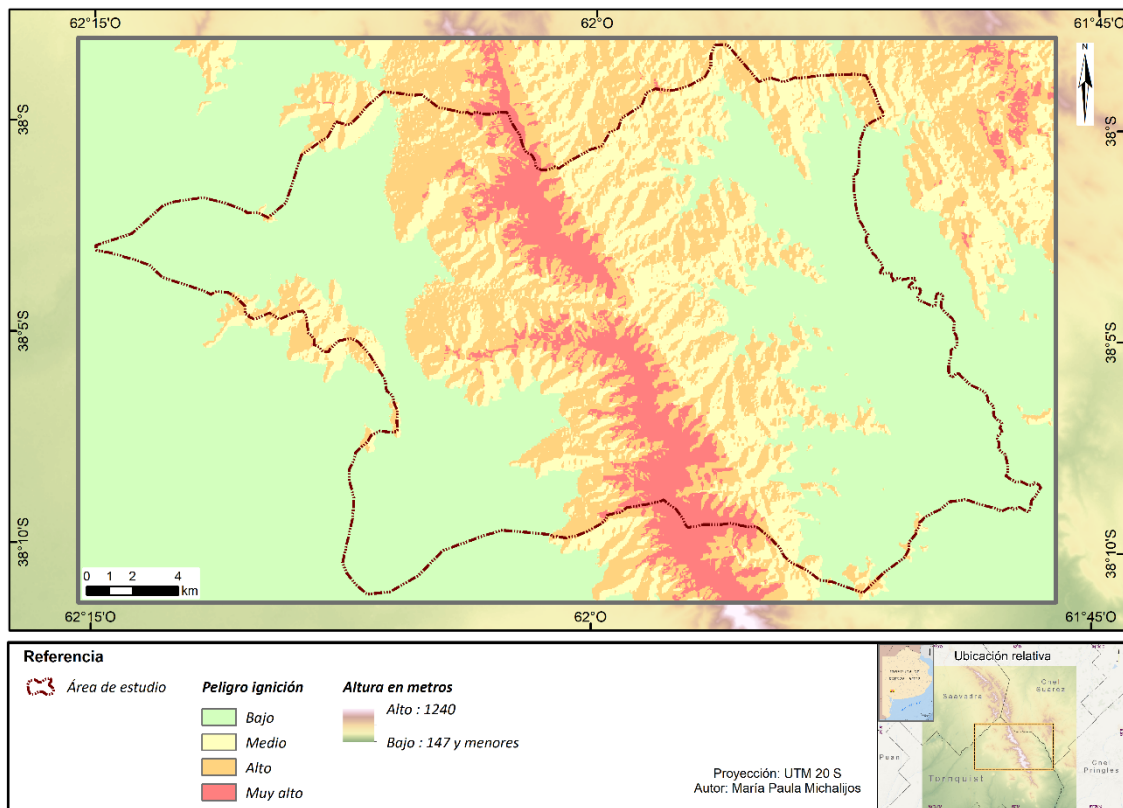 62°15'O 62°O 61°45'O
N
38°S 38°S
38°5'S 38°5'S
38°10'S 38°10'S
0 1 2 4
km
62°15'O 62°O 61°45'O
Referencia
Área de estudio
Peligro ignición
Bajo
Medio
Alto
Muy alto
Altura en metros
Alto : 1240
Bajo : 147 y menores
Proyección: UTM 20 S
Autor: María Paula Michalijos
Ubicación relativa
Saavedra
Cnel
Suárez
Puan
Tornquist
Cnel
Pringles